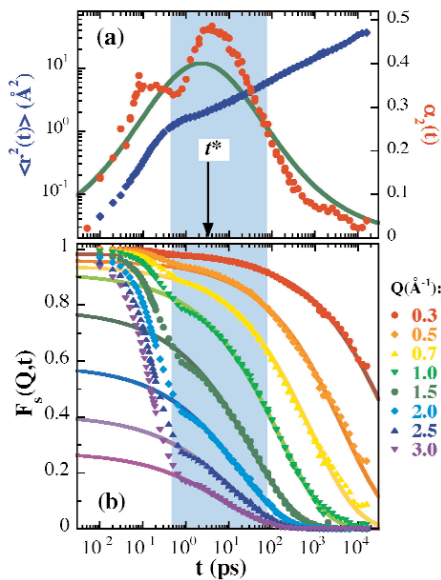 (a)
<r²(t)> (Å²)
10¹
10⁰
10⁻¹
0.5
0.4
0.3
0.2
0.1
0
α₂(t)
t*
1
0.8
0.6
0.4
0.2
0
Fₛ(Q,t)
(b)
Q(Å⁻¹):
0.3
0.5
0.7
1.0
1.5
2.0
2.5
3.0
10⁻² 10⁻¹ 10⁰ 10¹ 10² 10³ 10⁴
t (ps)